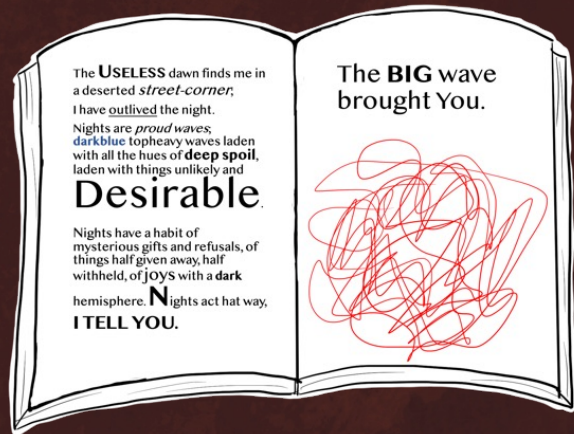 The USELESS dawn finds me in
a deserted street-corner;
I have outlived the night.
Nights are proud waves;
darkblue topheavy waves laden
with all the hues of deep spoil,
laden with things unlikely and
Desirable.
Nights have a habit of
mysterious gifts and refusals, of
things half given away, half
withheld, of joys with a dark
hemisphere. Nights act hat way,
I TELL YOU.
The BIG wave
brought You.